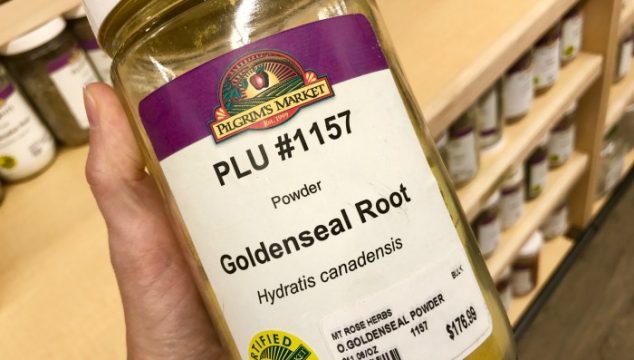 PILGRIM'S MARKET
Est. 1999
PLU #1157
Powder
Goldenseal Root
Hydratis canadensis
BULK
MT ROSE HERBS
O.GOLDENSEAL POWDER
1157
$176.99